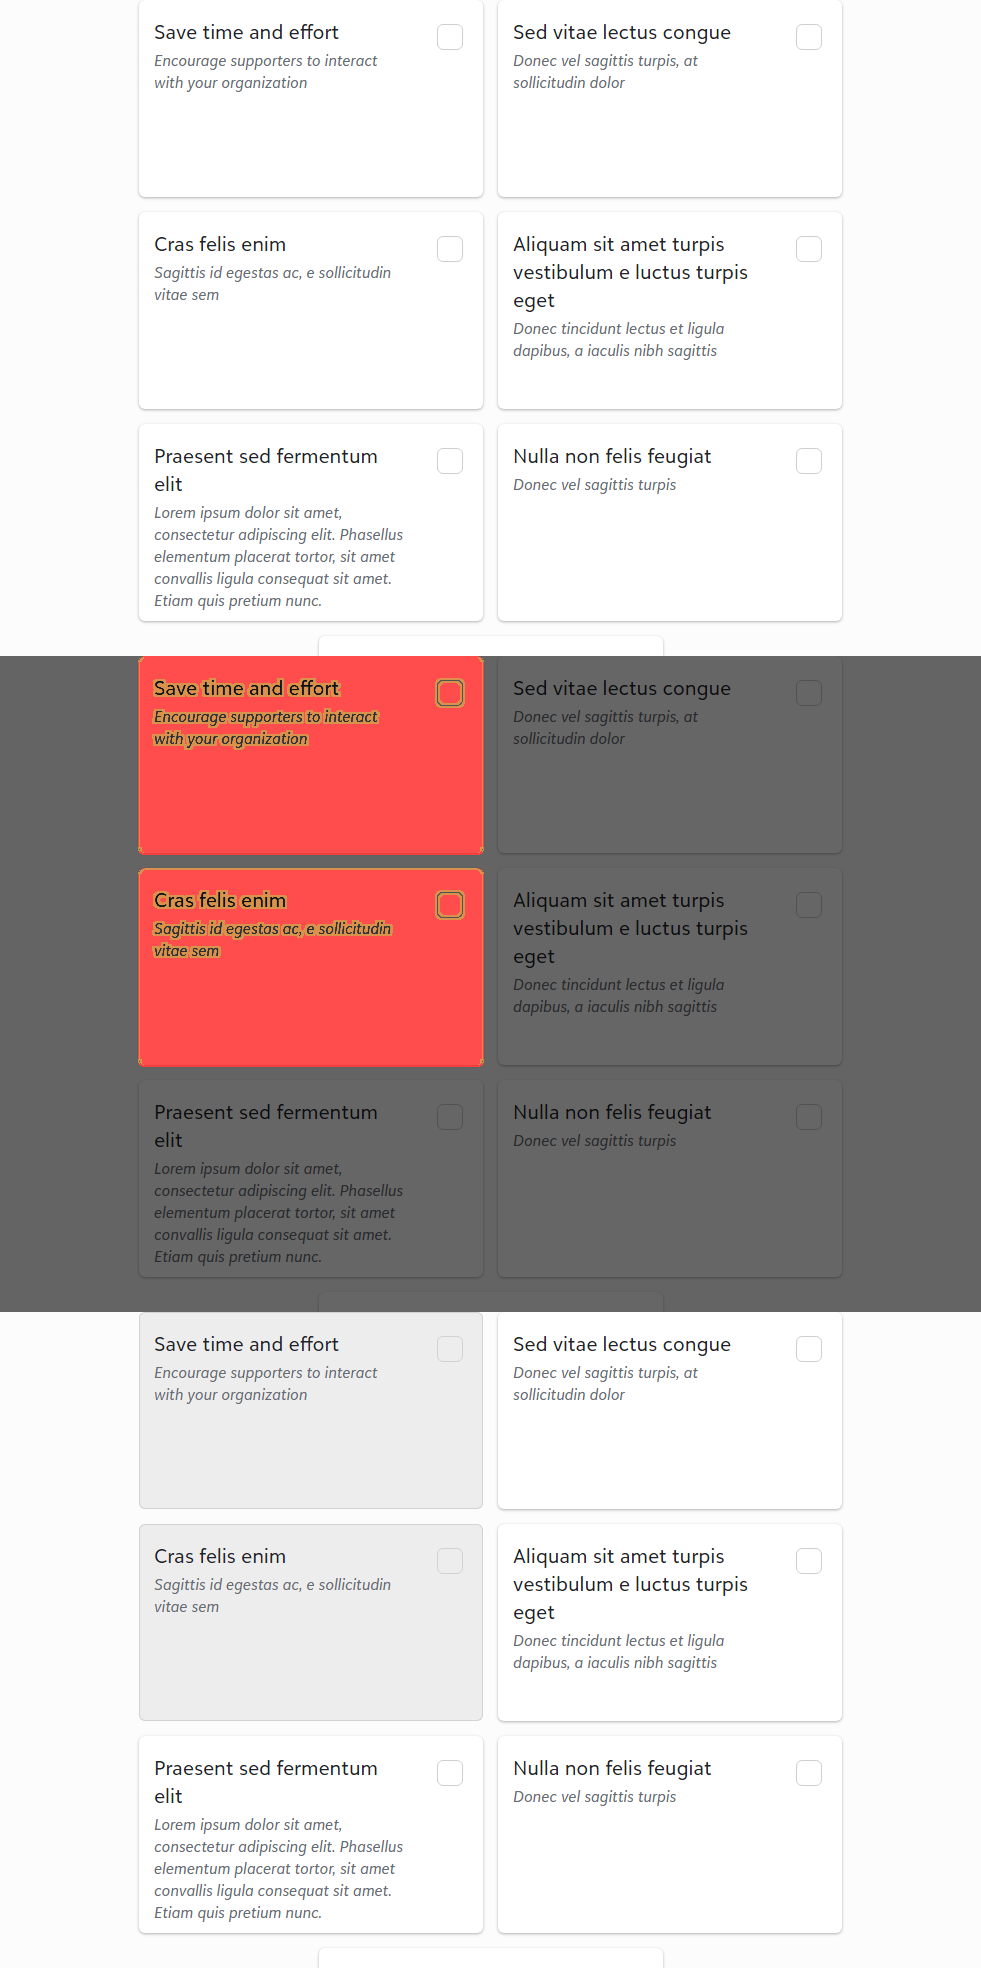 Save time and effort
Encourage supporters to interact
with your organization
Sed vitae lectus congue
Donec vel sagittis turpis, at
sollicitudin dolor
Cras felis enim
Sagittis id egestas ac, e sollicitudin
vitae sem
Aliquam sit amet turpis
vestibulum e luctus turpis
eget
Donec tincidunt lectus et ligula
dapibus, a iaculis nibh sagittis
Praesent sed fermentum
elit
Lorem ipsum dolor sit amet,
consectetur adipiscing elit. Phasellus
elementum placerat tortor, sit amet
convallis ligula consequat sit amet.
Etiam quis pretium nunc.
Nulla non felis feugiat
Donec vel sagittis turpis
Save time and effort
Encourage supporters to interact
with your organization
Sed vitae lectus congue
Donec vel sagittis turpis, at
sollicitudin dolor
Cras felis enim
Sagittis id egestas ac, e sollicitudin
vitae sem
Aliquam sit amet turpis
vestibulum e luctus turpis
eget
Donec tincidunt lectus et ligula
dapibus, a iaculis nibh sagittis
Praesent sed fermentum
elit
Lorem ipsum dolor sit amet,
consectetur adipiscing elit. Phasellus
elementum placerat tortor, sit amet
convallis ligula consequat sit amet.
Etiam quis pretium nunc.
Nulla non felis feugiat
Donec vel sagittis turpis
Save time and effort
Encourage supporters to interact
with your organization
Sed vitae lectus congue
Donec vel sagittis turpis, at
sollicitudin dolor
Cras felis enim
Sagittis id egestas ac, e sollicitudin
vitae sem
Aliquam sit amet turpis
vestibulum e luctus turpis
eget
Donec tincidunt lectus et ligula
dapibus, a iaculis nibh sagittis
Praesent sed fermentum
elit
Lorem ipsum dolor sit amet,
consectetur adipiscing elit. Phasellus
elementum placerat tortor, sit amet
convallis ligula consequat sit amet.
Etiam quis pretium nunc.
Nulla non felis feugiat
Donec vel sagittis turpis